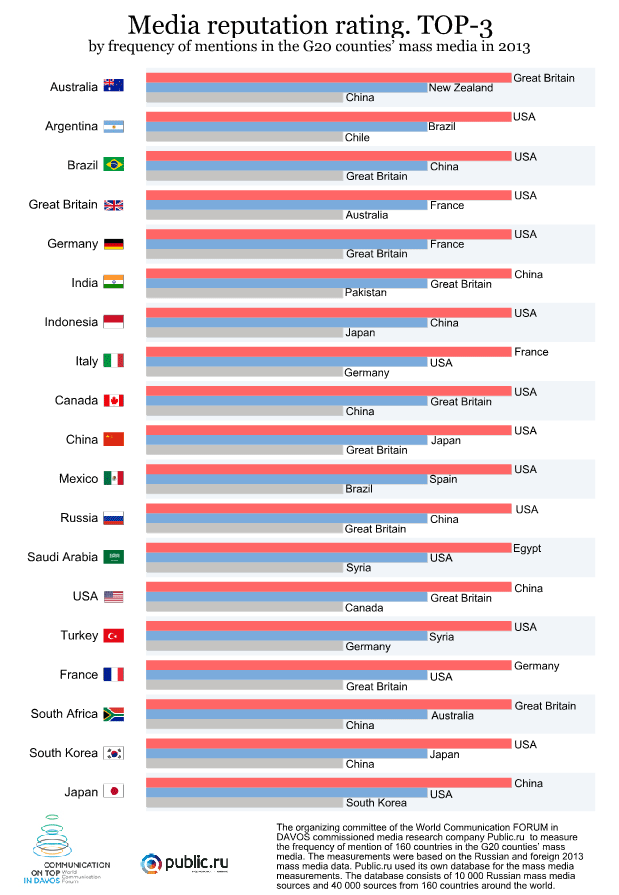 Media reputation rating. TOP-3
by frequency of mentions in the G20 counties' mass media in 2013
Australia
Great Britain
New Zealand
China
Argentina
USA
Brazil
Chile
Brazil
USA
China
Great Britain
Great Britain
USA
France
Australia
Germany
USA
France
Great Britain
India
China
Great Britain
Pakistan
Indonesia
USA
China
Japan
Italy
France
USA
Germany
Canada
USA
Great Britain
China
China
USA
Japan
Great Britain
Mexico
USA
Spain
Brazil
Russia
USA
China
Great Britain
Saudi Arabia
Egypt
USA
Syria
USA
China
Great Britain
Canada
Turkey
USA
Syria
Germany
France
Germany
USA
Great Britain
South Africa
Great Britain
Australia
China
South Korea
USA
Japan
China
Japan
China
USA
South Korea
COMMUNICATION
ON TOP World
Communication
IN DAVOS Forum
public.ru
The organizing committee of the World Communication FORUM in
DAVOS commissioned media research company Public.ru to measure
the frequency of mention of 160 countries in the G20 countries' mass
media. The measurements were based on the Russian and foreign 2013
mass media data. Public.ru used its own database for the mass media
measurements. The database consists of 10 000 Russian mass media
sources and 40 000 sources from 160 countries around the world.